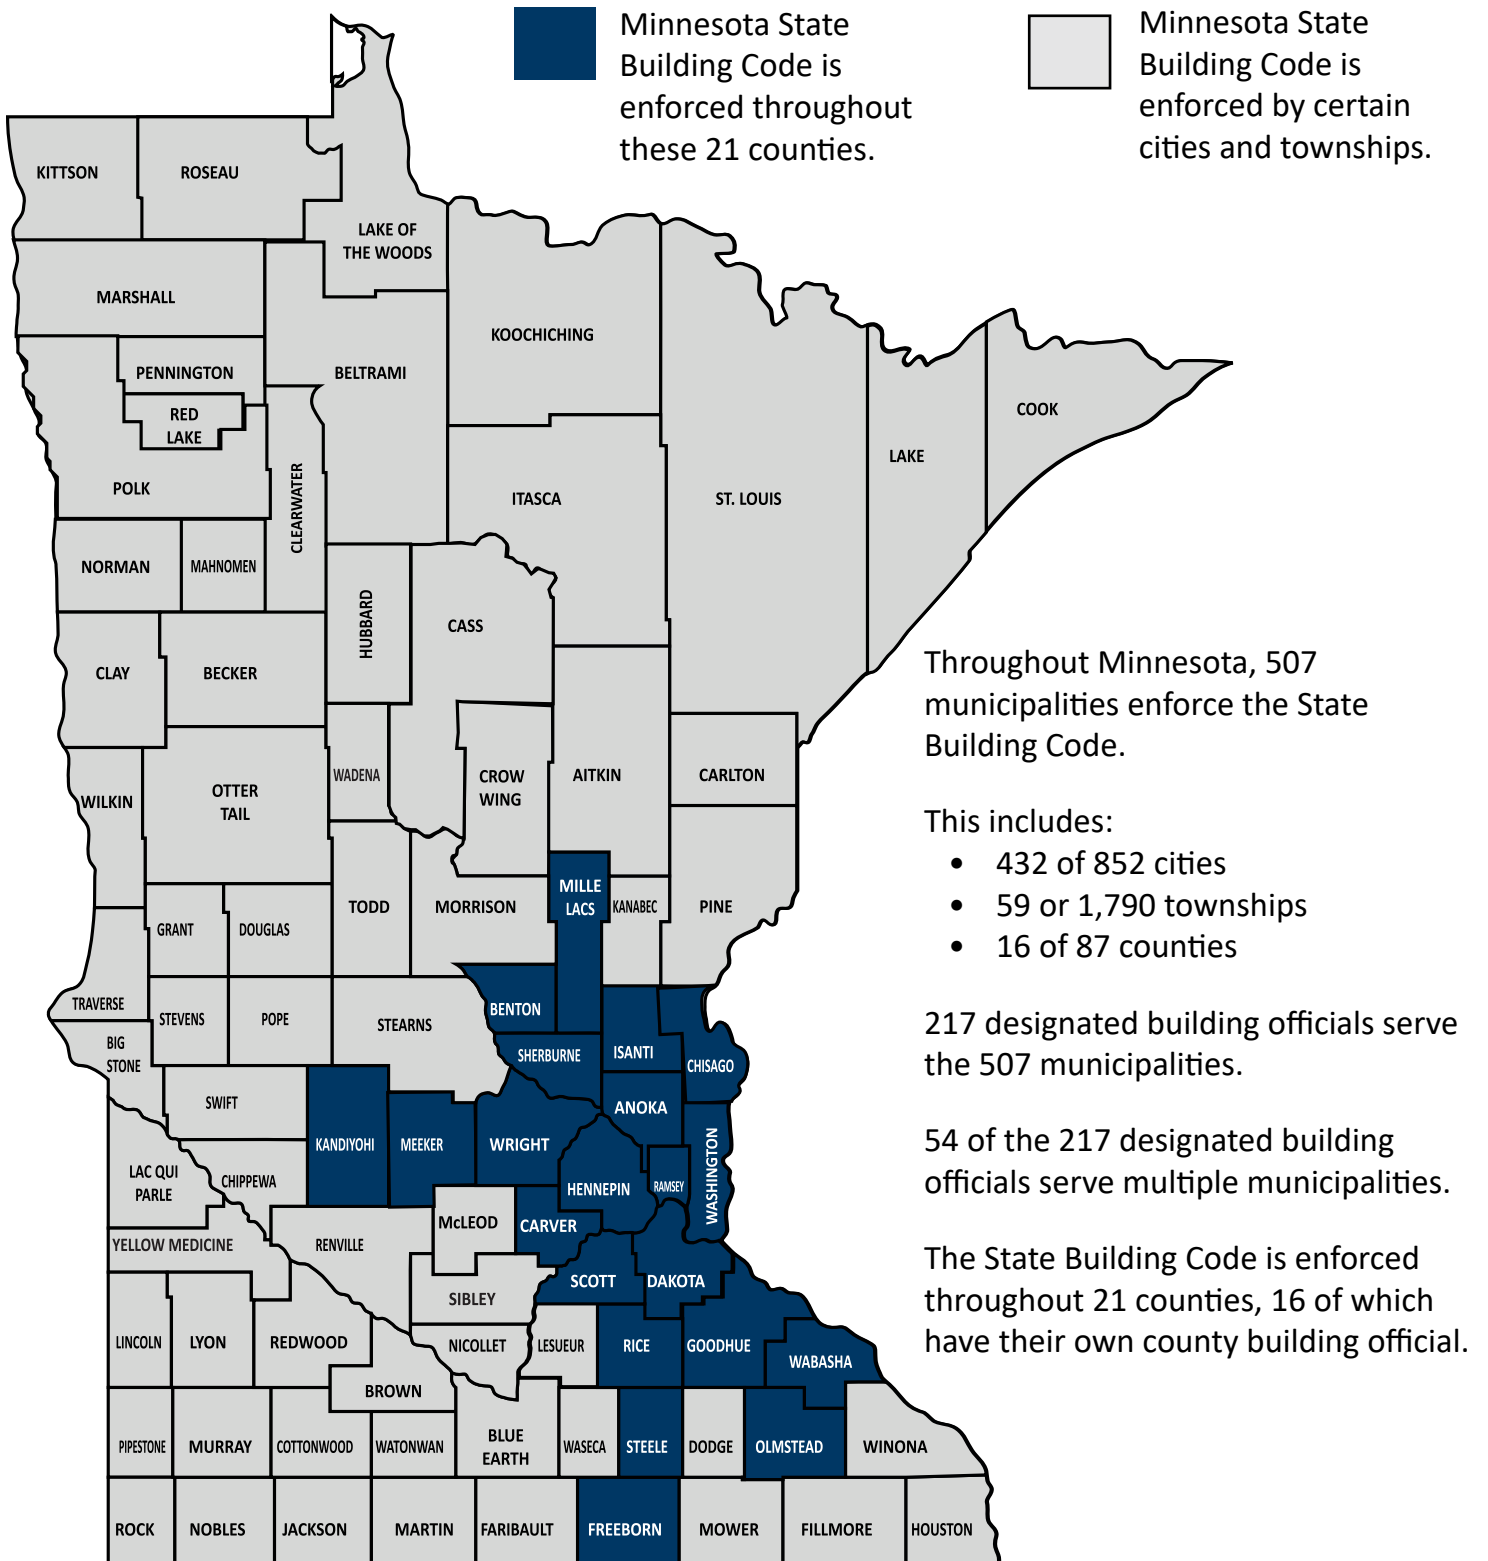 Minnesota State
Building Code is
enforced throughout
these 21 counties.
Minnesota State
Building Code is
enforced by certain
cities and townships.
KITTSON
ROSEAU
LAKE OF
THE WOODS
MARSHALL
KOOCHICHING
PENNINGTON
BELTRAMI
RED
LAKE
COOK
LAKE
POLK
CLEARWATER
ITASCA
ST. LOUIS
NORMAN
MAHNOMEN
HUBBARD
CASS
CLAY
BECKER
WADENA
CROW
WING
AITKIN
CARLTON
WILKIN
OTTER
TAIL
MILLE
LACS
TODD
MORRISON
KANABEC
PINE
GRANT
DOUGLAS
TRAVERSE
STEVENS
POPE
STEARNS
BENTON
BIG
STONE
SHERBURNE
ISANTI
CHISAGO
SWIFT
ANOKA
KANDIYOHI
MEEKER
WRIGHT
WASHINGTON
LAC QUI
PARLE
CHIPPEWA
HENNEPIN
RAMSEY
YELLOW MEDICINE
RENVILLE
McLEOD
CARVER
SCOTT
DAKOTA
SIBLEY
LINCOLN
LYON
REDWOOD
NICOLLET
LESUEUR
RICE
GOODHUE
WABASHA
BROWN
PIPESTONE
MURRAY
COTTONWOOD
WATONWAN
BLUE
EARTH
WASECA
STEELE
DODGE
OLMSTEAD
WINONA
ROCK
NOBLES
JACKSON
MARTIN
FARIBAULT
FREEBORN
MOWER
FILLMORE
HOUSTON
Throughout Minnesota, 507
municipalities enforce the State
Building Code.
This includes:
• 432 of 852 cities
• 59 or 1,790 townships
• 16 of 87 counties
217 designated building officials serve
the 507 municipalities.
54 of the 217 designated building
officials serve multiple municipalities.
The State Building Code is enforced
throughout 21 counties, 16 of which
have their own county building official.